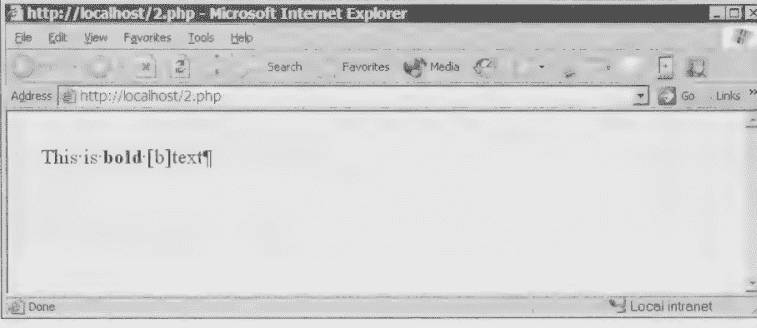 http://localhost/2.php - Microsoft Internet Explorer
File Edit View Favorites Tools Help
Search Favorites Media
Address http://localhost/2.php Go Links »
This·is·bold·[b]text¶
Done Local intranet